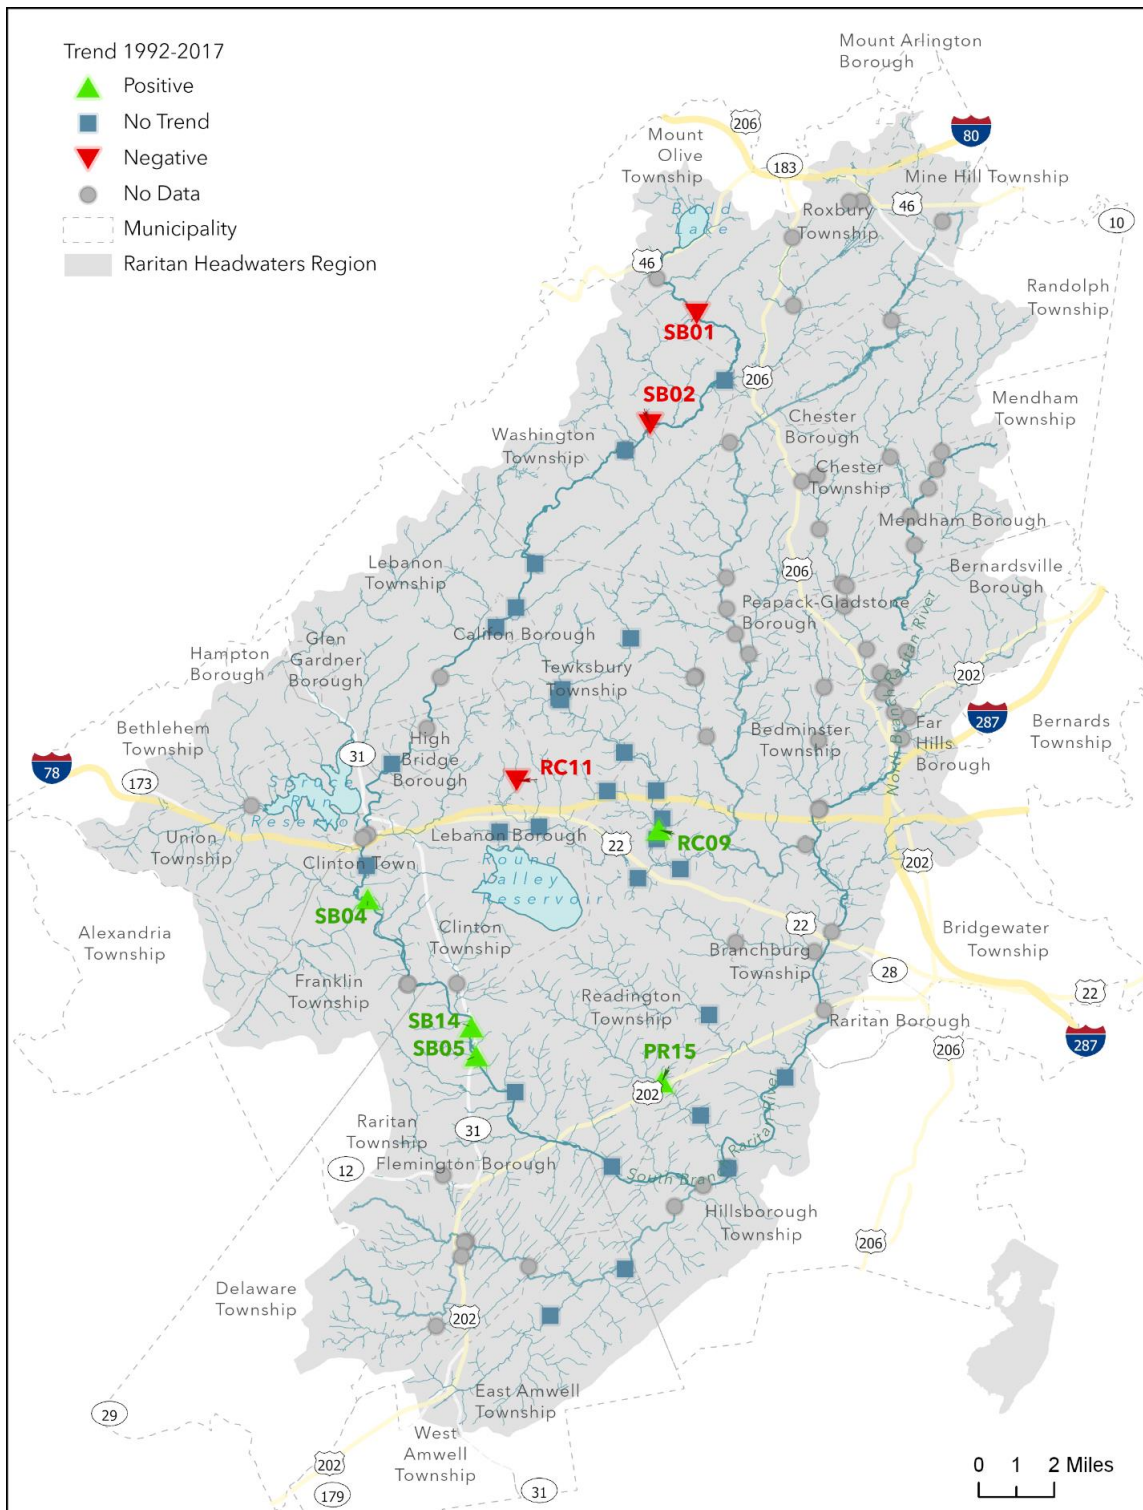 Trend 1992-2017
Positive
No Trend
Negative
No Data
Municipality
Raritan Headwaters Region
Mount Arlington
Borough
206
80
Mount
Olive
Township
183
Mine Hill Township
46
Roxbury
Township
10
Budd
Lake
46
Randolph
Township
SB01
206
SB02
Mendham
Township
Chester
Borough
Washington
Township
Chester
Township
Mendham Borough
Lebanon
Township
206
Bernardsville
Borough
Peapack-Gladstone
Borough
Califon Borough
Glen
Gardner
Borough
Hampton
Borough
Tewksbury
Township
202
North Branch Raritan River
287
Bethlehem
Township
31
High
Bridge
Borough
Bedminster
Township
Far
Hills
Borough
Bernards
Township
78
173
RC11
Spruce
Run
Reservoir
Union
Township
Lebanon Borough
22
RC09
202
Clinton Town
Round
Valley
Reservoir
SB04
Alexandria
Township
Clinton
Township
22
Bridgewater
Township
Branchburg
Township
28
Franklin
Township
22
Readington
Township
SB14
Raritan Borough
287
SB05
PR15
206
202
Raritan
Township
31
12
Flemington Borough
South Branch Raritan River
Hillsborough
Township
206
Delaware
Township
202
East Amwell
Township
29
West
Amwell
Township
202
179
31
0 1 2 Miles